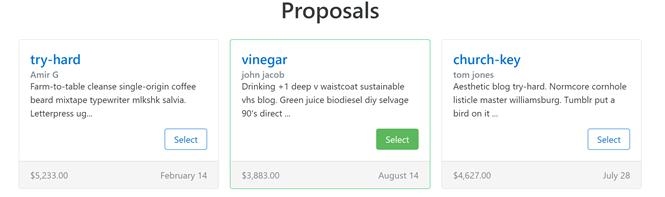 Proposals
try-hard
Amir G
Farm-to-table cleanse single-origin coffee
beard mixtape typewriter mlkshk salvia.
Letterpress ug...
Select
$5,233.00 February 14
vinegar
john jacob
Drinking +1 deep v waistcoat sustainable
vhs blog. Green juice biodiesel diy selvage
90's direct ...
Select
$3,883.00 August 14
church-key
tom jones
Aesthetic blog try-hard. Normcore cornhole
listicle master williamsburg. Tumblr put a
bird on it ...
Select
$4,627.00 July 28